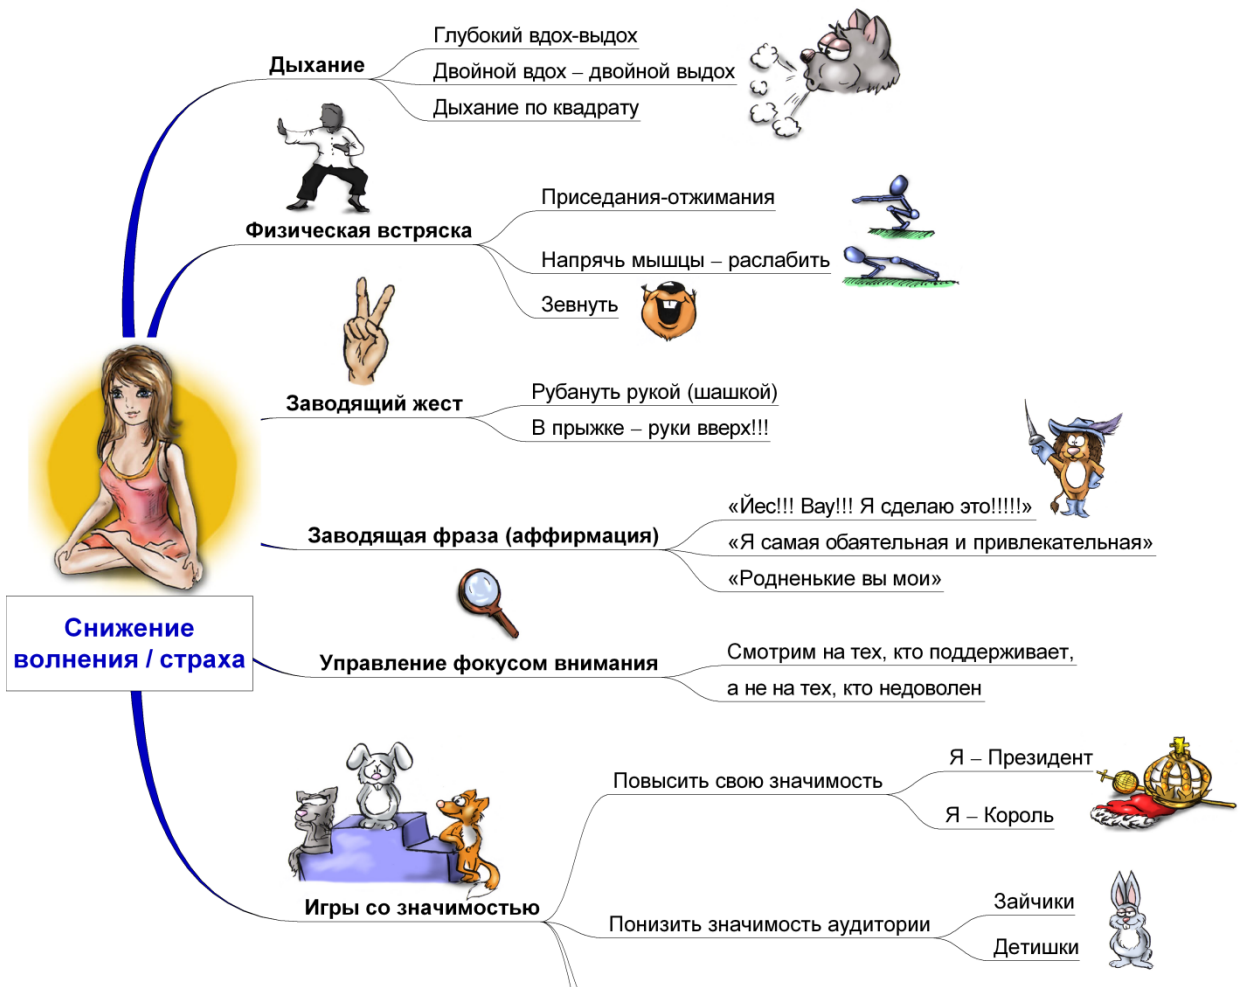 Дыхание
Глубокий вдох-выдох
Двойной вдох – двойной выдох
Дыхание по квадрату
Физическая встряска
Приседания-отжимания
Напрячь мышцы – раслабить
Зевнуть
Заводящий жест
Рубануть рукой (шашкой)
В прыжке – руки вверх!!!
Заводящая фраза (аффирмация)
«Йес!!! Вау!!! Я сделаю это!!!!!»
«Я самая обаятельная и привлекательная»
«Родненькие вы мои»
Снижение
волнения / страха
Управление фокусом внимания
Смотрим на тех, кто поддерживает,
а не на тех, кто недоволен
Игры со значимостью
Повысить свою значимость
Я – Президент
Я – Король
Понизить значимость аудитории
Зайчики
Детишки